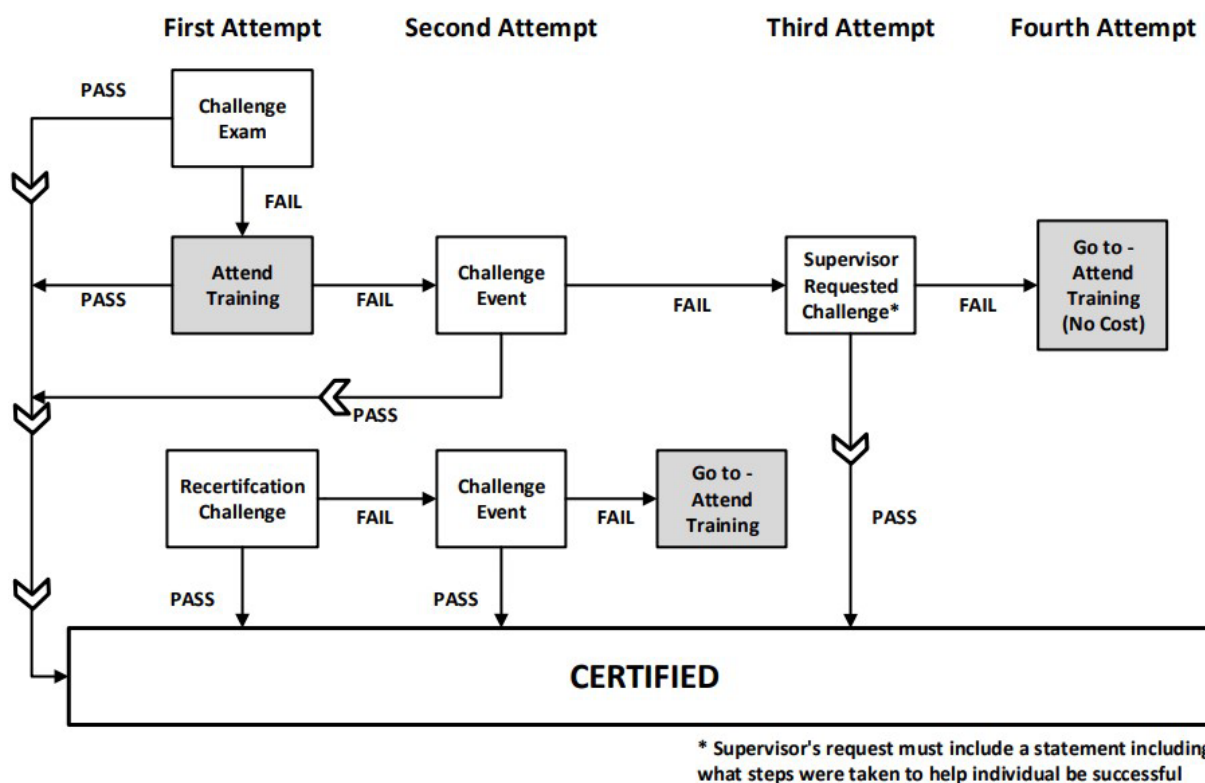 First Attempt
Second Attempt
Third Attempt
Fourth Attempt
PASS
Challenge
Exam
FAIL
Attend
Training
PASS
FAIL
Challenge
Event
FAIL
Supervisor
Requested
Challenge*
FAIL
Go to -
Attend
Training
(No Cost)
PASS
Recertifcation
Challenge
FAIL
Challenge
Event
FAIL
Go to -
Attend
Training
PASS
PASS
PASS
CERTIFIED
* Supervisor's request must include a statement including
what steps were taken to help individual be successful